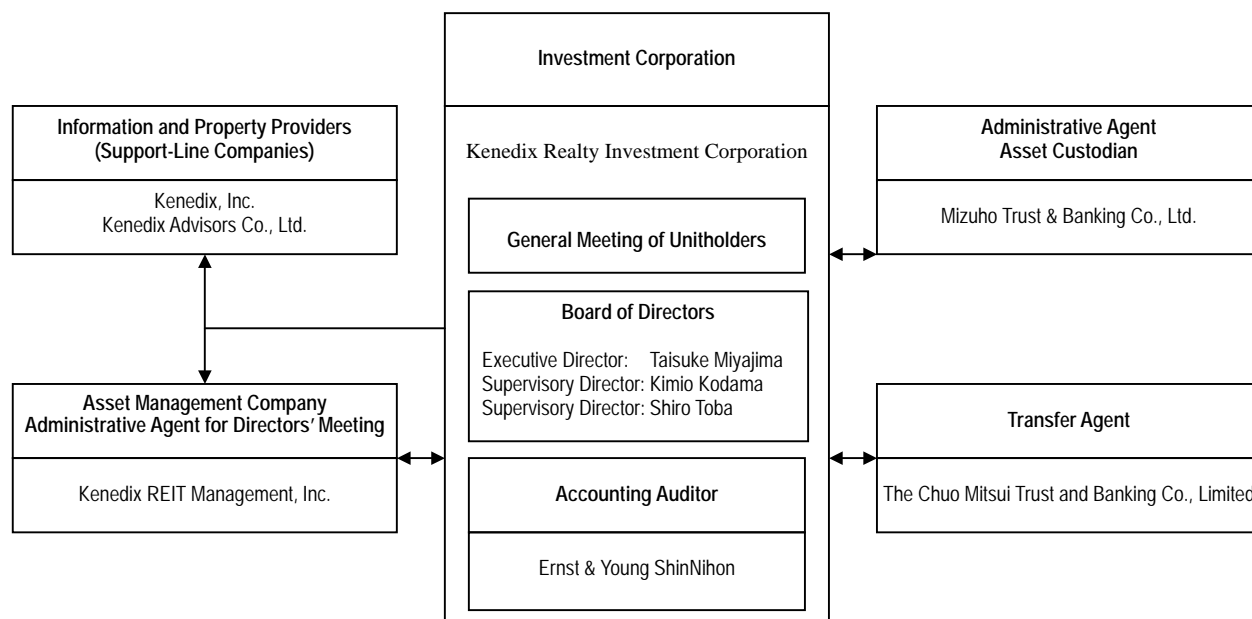 Investment Corporation
Kenedix Realty Investment Corporation
General Meeting of Unitholders
Board of Directors
Executive Director: Taisuke Miyajima
Supervisory Director: Kimio Kodama
Supervisory Director: Shiro Toba
Accounting Auditor
Ernst & Young ShinNihon
Information and Property Providers
(Support-Line Companies)
Kenedix, Inc.
Kenedix Advisors Co., Ltd.
Asset Management Company
Administrative Agent for Directors’ Meeting
Kenedix REIT Management, Inc.
Administrative Agent
Asset Custodian
Mizuho Trust & Banking Co., Ltd.
Transfer Agent
The Chuo Mitsui Trust and Banking Co., Limited